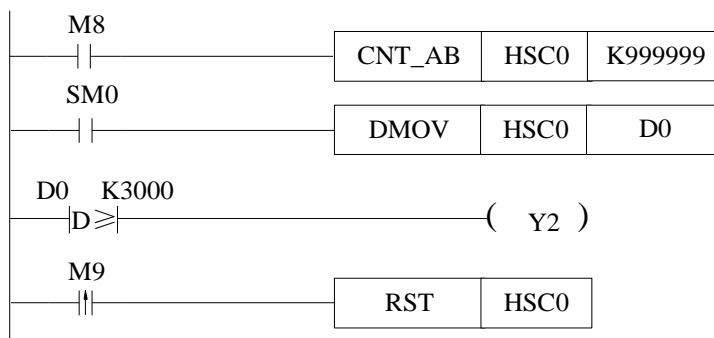 M8
CNT_AB HSC0 K999999
SM0
DMOV HSC0 D0
D0 K3000
D ≥
( Y2 )
M9
RST HSC0